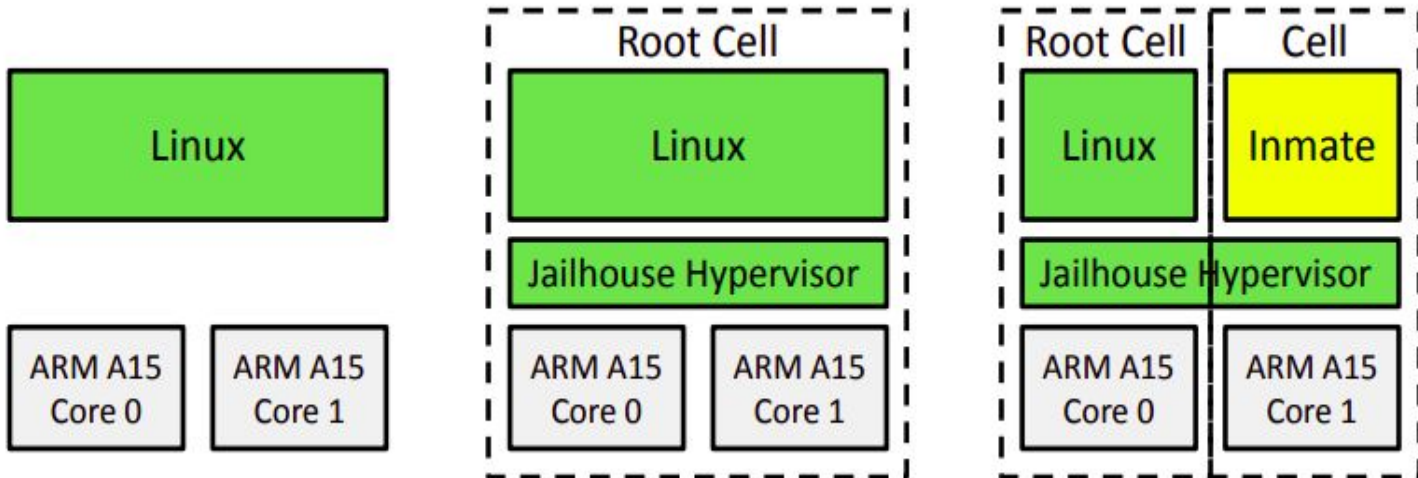 Linux
ARM A15
Core 0
ARM A15
Core 1
Root Cell
Linux
Jailhouse Hypervisor
ARM A15
Core 0
ARM A15
Core 1
Root Cell
Cell
Linux
Inmate
Jailhouse Hypervisor
ARM A15
Core 0
ARM A15
Core 1